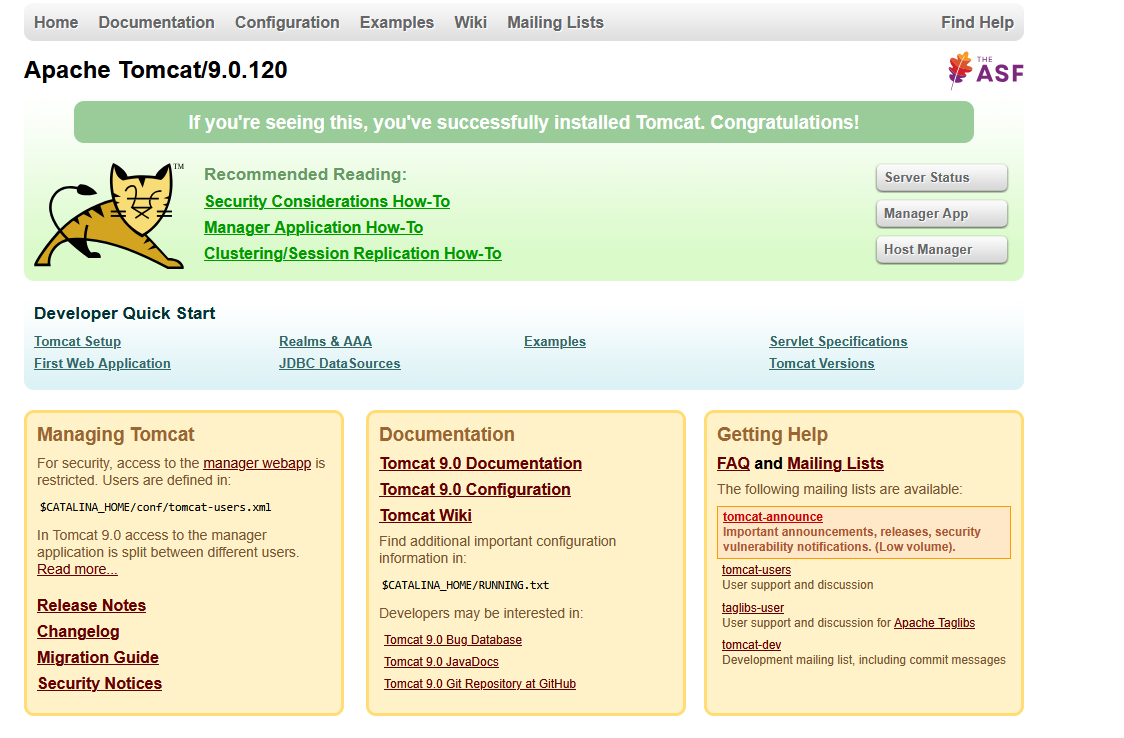 Home Documentation Configuration Examples Wiki Mailing Lists Find Help
Apache Tomcat/9.0.120
THE
ASF
If you're seeing this, you've successfully installed Tomcat. Congratulations!
TM
Recommended Reading:
Security Considerations How-To
Manager Application How-To
Clustering/Session Replication How-To
Server Status
Manager App
Host Manager
Developer Quick Start
Tomcat Setup
First Web Application
Realms & AAA
JDBC DataSources
Examples
Servlet Specifications
Tomcat Versions
Managing Tomcat
For security, access to the manager webapp is
restricted. Users are defined in:
$CATALINA_HOME/conf/tomcat-users.xml
In Tomcat 9.0 access to the manager
application is split between different users.
Read more...
Release Notes
Changelog
Migration Guide
Security Notices
Documentation
Tomcat 9.0 Documentation
Tomcat 9.0 Configuration
Tomcat Wiki
Find additional important configuration
information in:
$CATALINA_HOME/RUNNING.txt
Developers may be interested in:
Tomcat 9.0 Bug Database
Tomcat 9.0 JavaDocs
Tomcat 9.0 Git Repository at GitHub
Getting Help
FAQ and Mailing Lists
The following mailing lists are available:
tomcat-announce
Important announcements, releases, security
vulnerability notifications. (Low volume).
tomcat-users
User support and discussion
taglibs-user
User support and discussion for Apache Taglibs
tomcat-dev
Development mailing list, including commit messages